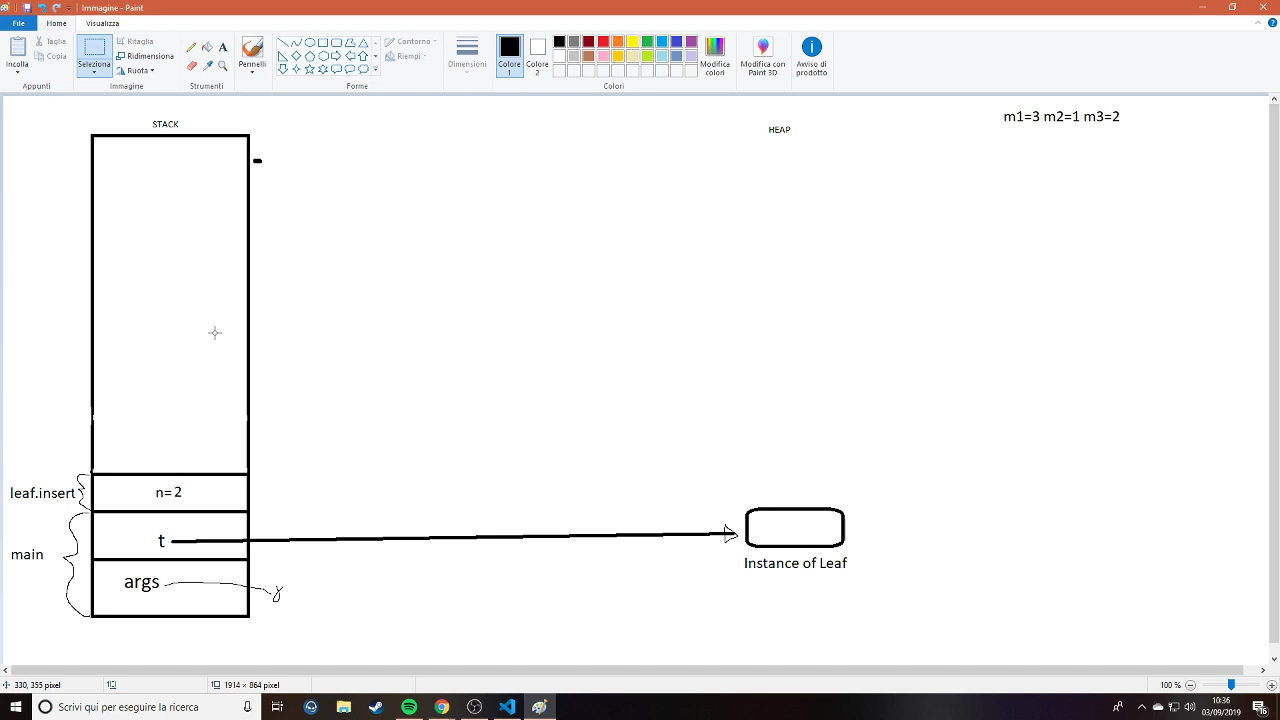 Immagine - Paint
File Home Visualizza
Incolla
Taglia
Copia
Appunti
Seleziona
Ritaglia
Ridimensiona
Ruota
Immagine
A
Strumenti
Pennelli
Contorno
Riempi
Forme
Dimensioni
Colore 1
Colore 2
Modifica colori
Colori
Modifica con Paint 3D
Avviso di prodotto
STACK
HEAP
m1=3 m2=1 m3=2
leaf.insert
n= 2
main
t
args
Instance of Leaf
330, 355 pixel
1914 × 864 pixel
100 %
Scrivi qui per eseguire la ricerca
10:36
03/09/2019